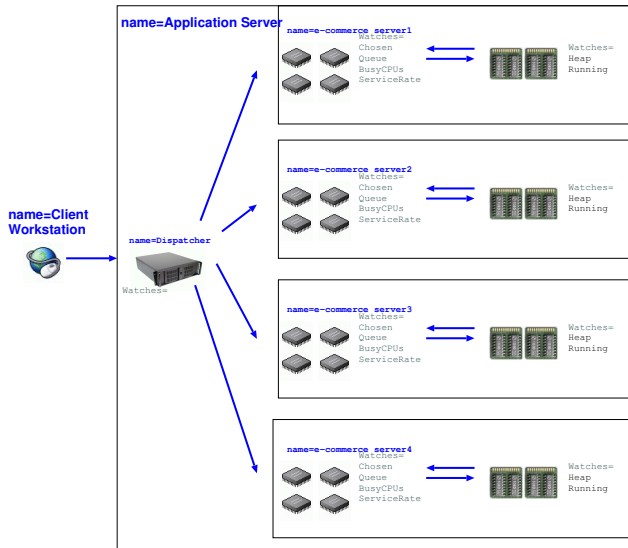 name=Application Server
name=e-commerce server1
Watches=
Chosen
Queue
BusyCPUs
ServiceRate
Watches=
Heap
Running
name=e-commerce server2
Watches=
Chosen
Queue
BusyCPUs
ServiceRate
Watches=
Heap
Running
name=Client
Workstation
name=Dispatcher
Watches=
name=e-commerce server3
Watches=
Chosen
Queue
BusyCPUs
ServiceRate
Watches=
Heap
Running
name=e-commerce server4
Watches=
Chosen
Queue
BusyCPUs
ServiceRate
Watches=
Heap
Running